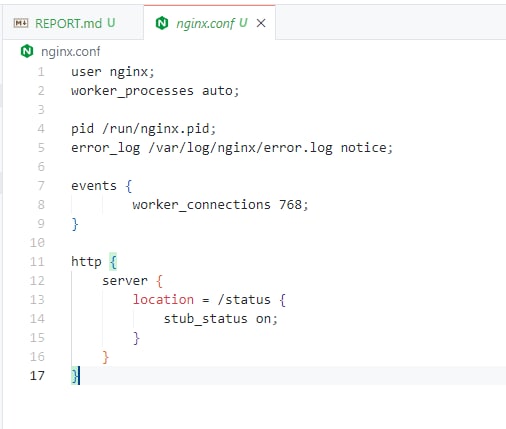 REPORT.md U nginx.conf U
nginx.conf
1 user nginx;
2 worker_processes auto;
3
4 pid /run/nginx.pid;
5 error_log /var/log/nginx/error.log notice;
6
7 events {
8         worker_connections 768;
9 }
10
11 http {
12     server {
13         location = /status {
14             stub_status on;
15         }
16     }
17 }